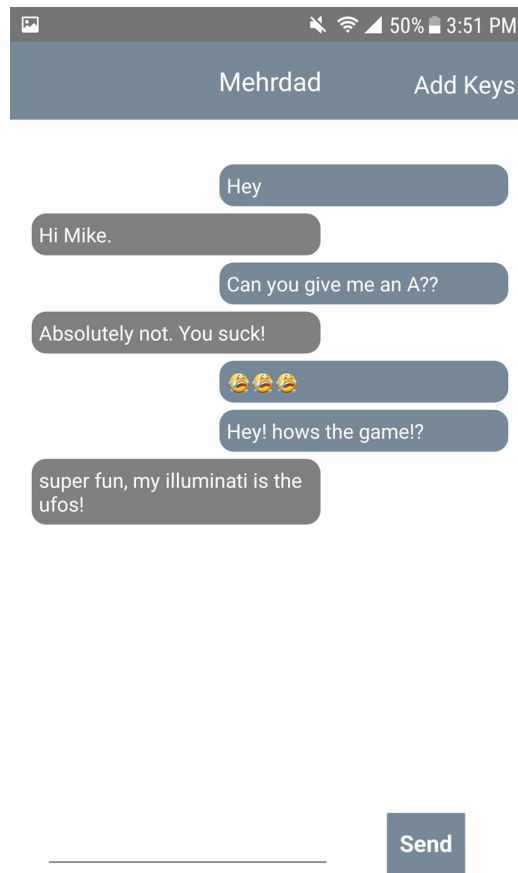 50% 3:51 PM
Mehrdad Add Keys
Hey
Hi Mike.
Can you give me an A??
Absolutely not. You suck!
😭😭😭
Hey! hows the game!?
super fun, my illuminati is the
ufos!
Send